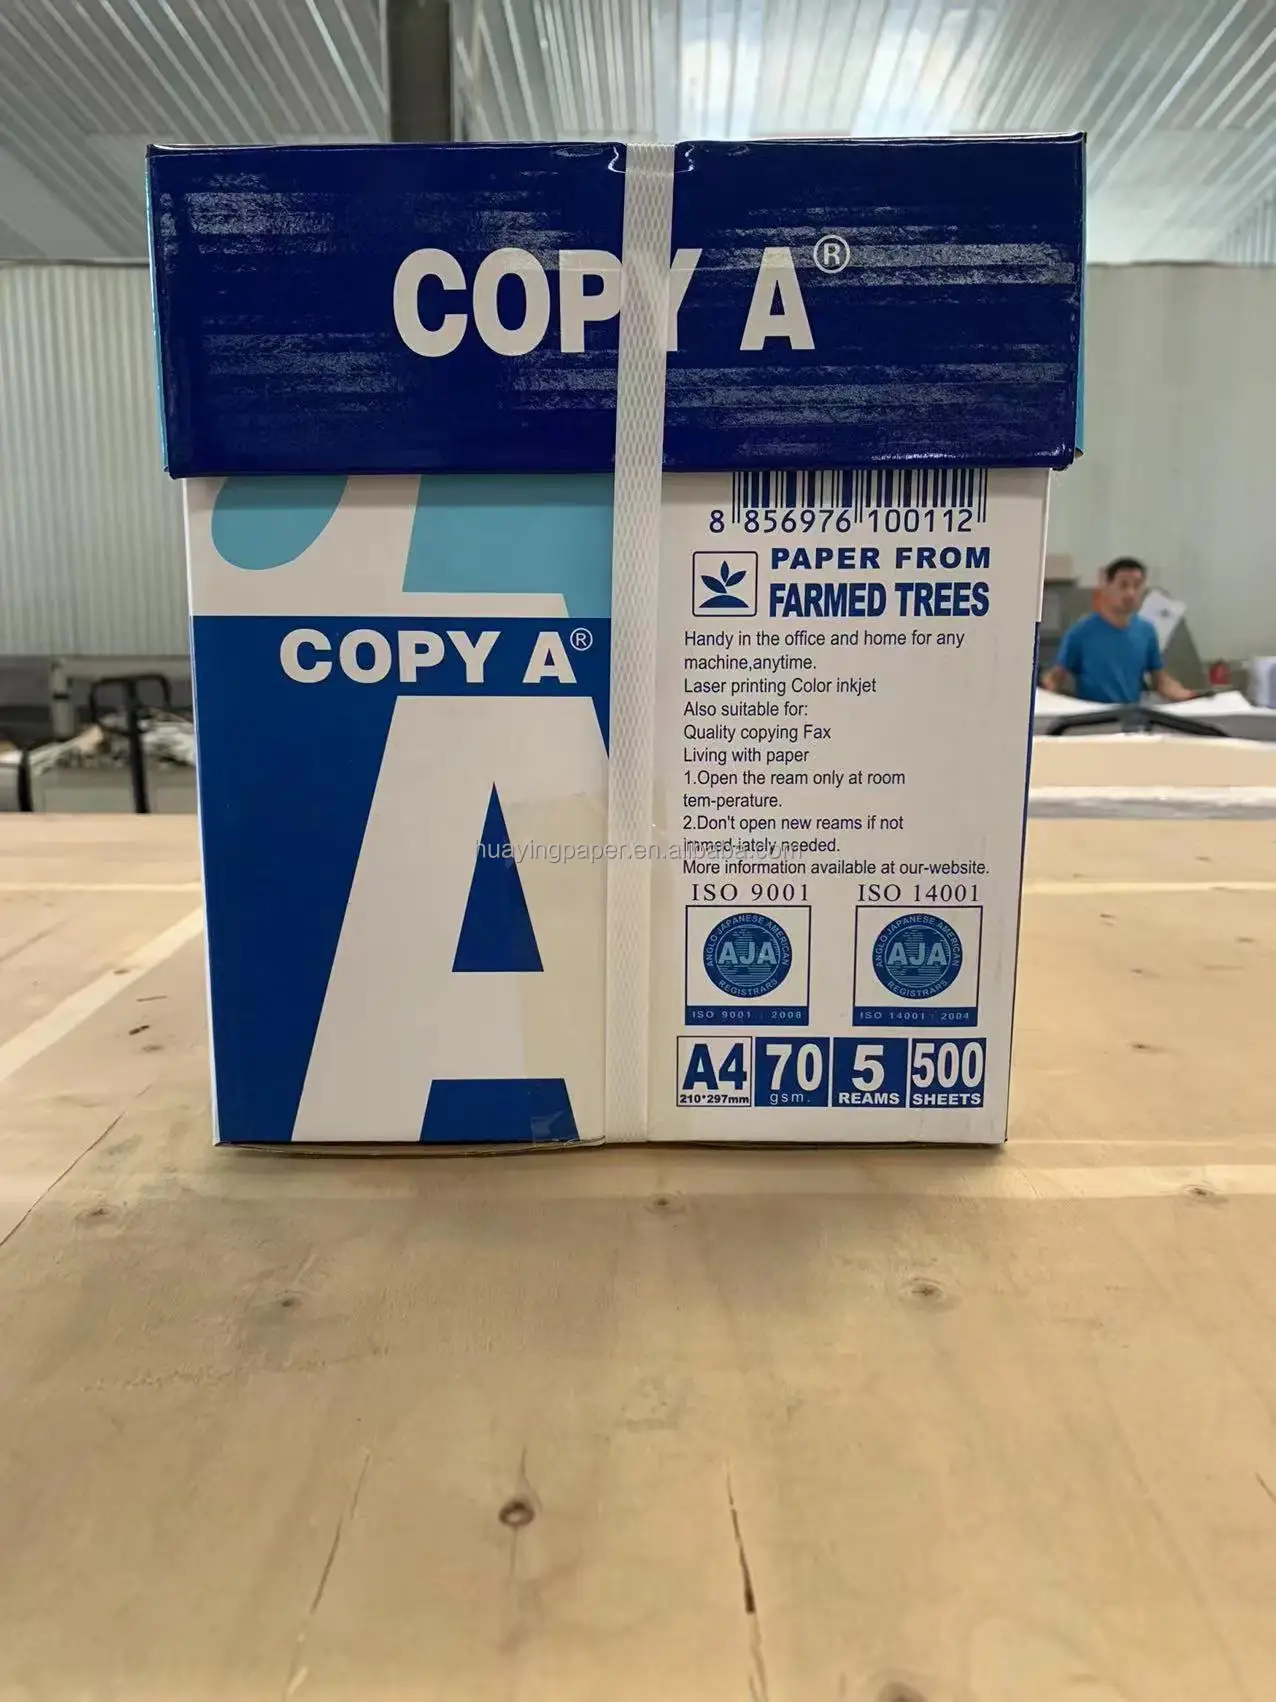 COPY A®
8 856976 100112
PAPER FROM
FARMED TREES
COPY A®
Handy in the office and home for any
machine,anytime.
Laser printing Color inkjet
Also suitable for:
Quality copying Fax
Living with paper
1.Open the ream only at room
tem-perature.
2.Don't open new reams if not
immed-iately needed.
More information available at our-website.
huayingpaper.en.alibaba.com
ISO 9001
ISO 14001
ANGLO JAPANESE AMERICAN
AJA
REGISTRARS
ISO 9001 : 2008
ANGLO JAPANESE AMERICAN
AJA
REGISTRARS
ISO 14001 : 2004
A4
210*297mm
70
gsm.
5
REAMS
500
SHEETS
A